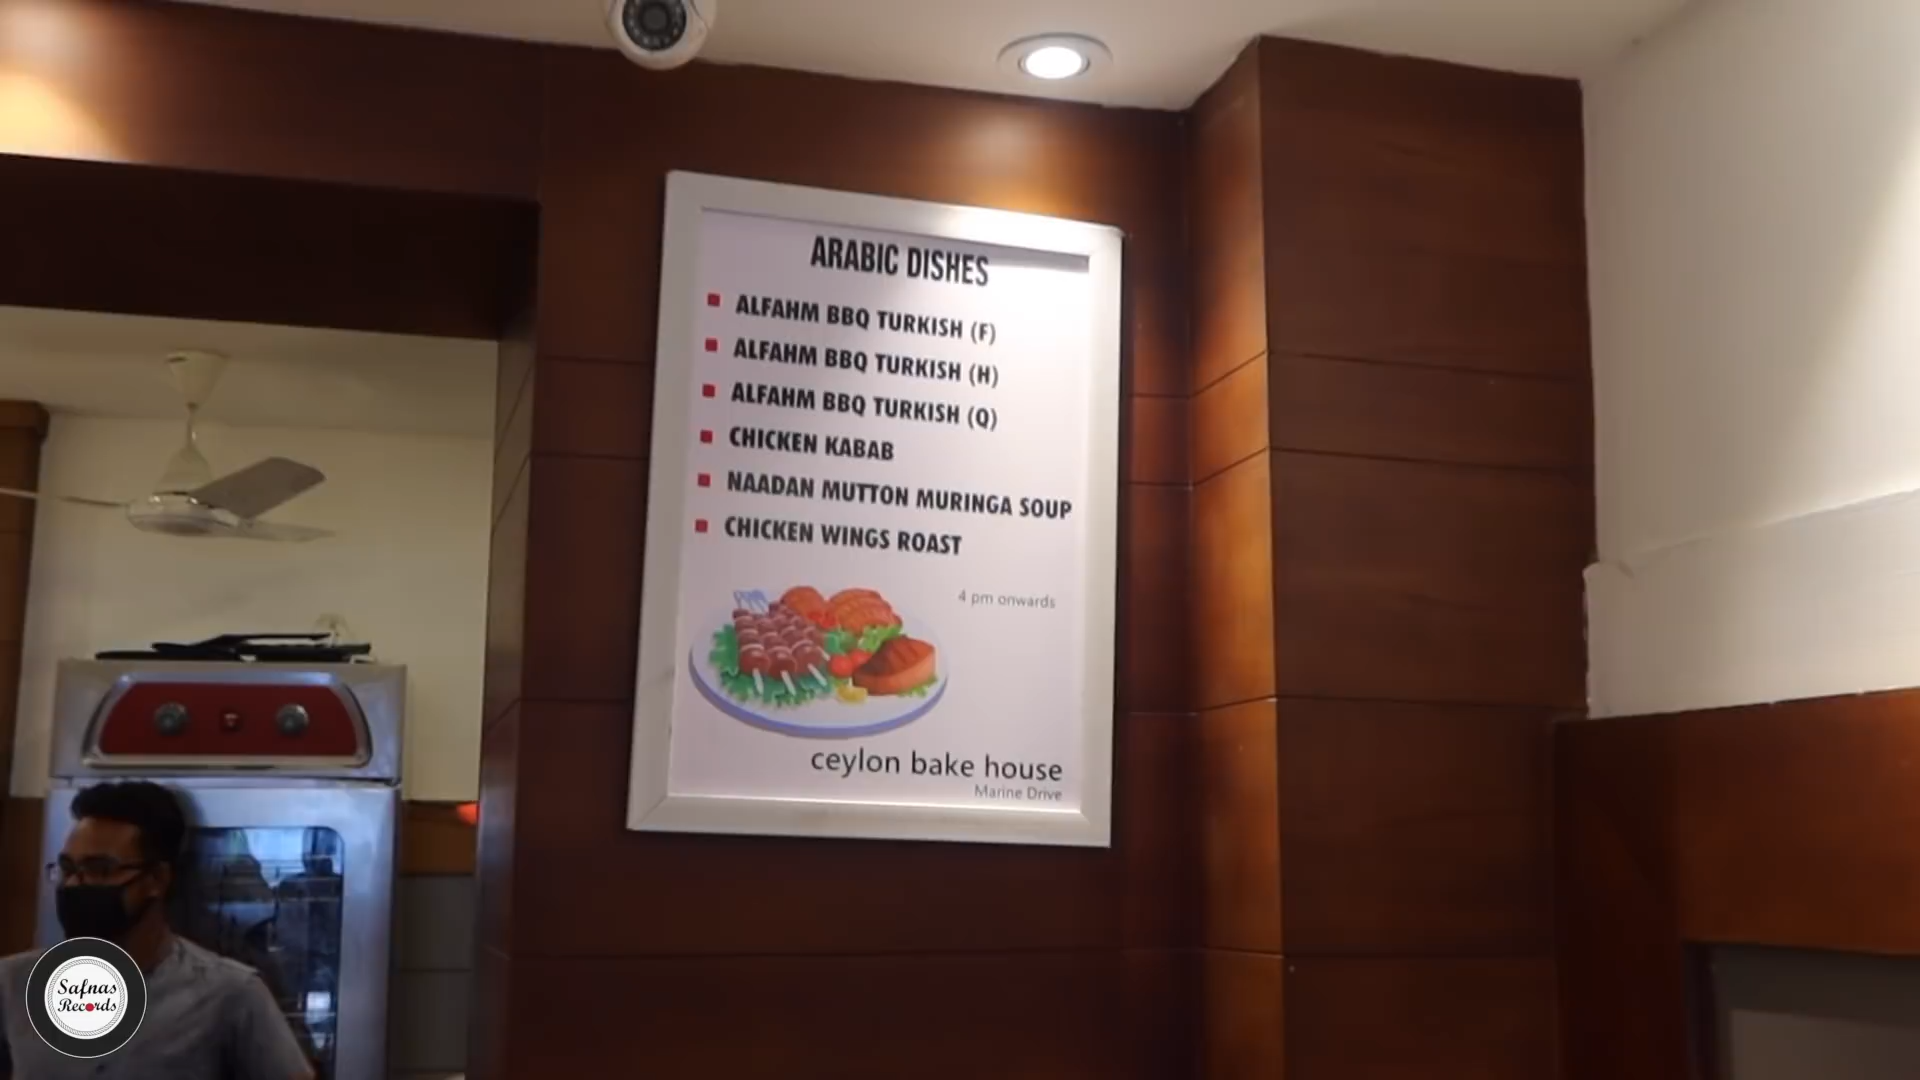 ARABIC DISHES
ALFAHM BBQ TURKISH (F)
ALFAHM BBQ TURKISH (H)
ALFAHM BBQ TURKISH (Q)
CHICKEN KABAB
NAADAN MUTTON MURINGA SOUP
CHICKEN WINGS ROAST
4 pm onwards
ceylon bake house
Marine Drive
Safnas
Records